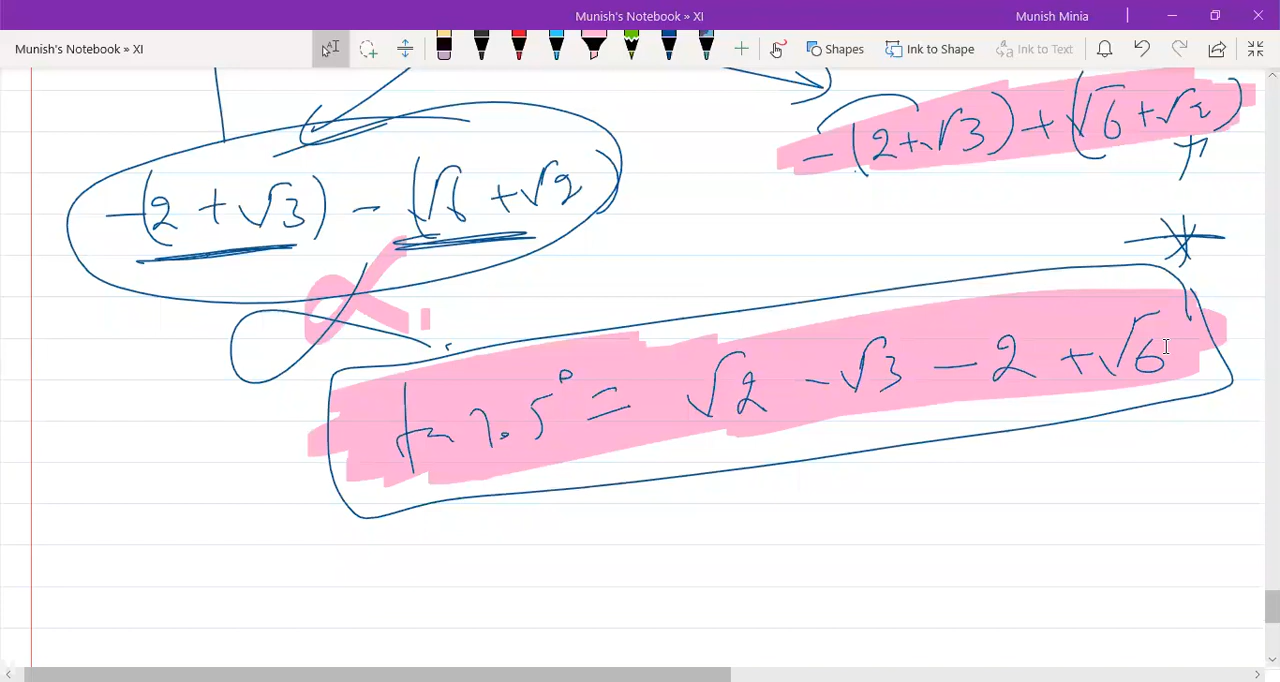 Munish's Notebook » XI
Munish Minia
Munish's Notebook » XI
Shapes
Ink to Shape
Ink to Text
-(2+√3)+(√6+√2)
-(2+√3)-(√6+√2)
tan 7.5° = √2-√3-2+√6